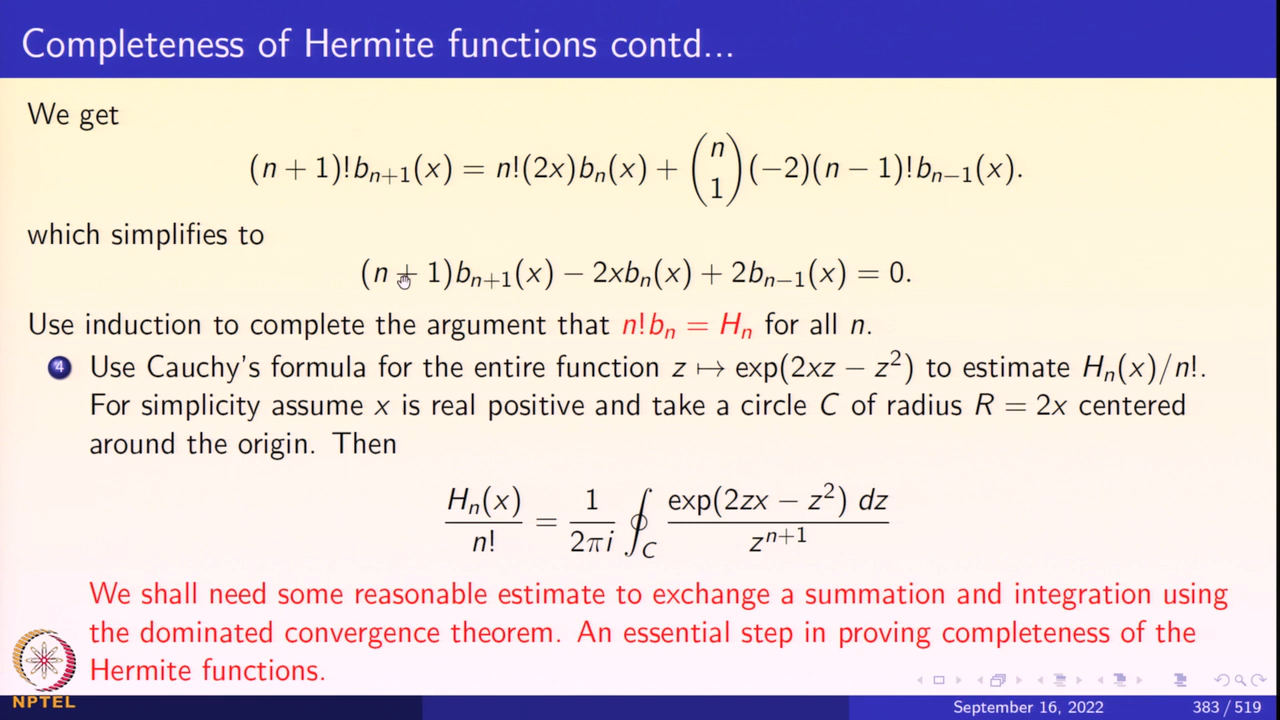 Completeness of Hermite functions contd...
We get
(n + 1)!b_{n+1}(x) = n!(2x)b_n(x) + \binom{n}{1}(−2)(n − 1)!b_{n−1}(x).
which simplifies to
(n + 1)b_{n+1}(x) − 2xb_n(x) + 2b_{n−1}(x) = 0.
Use induction to complete the argument that n!b_n = H_n for all n.
4 Use Cauchy's formula for the entire function z ↦ exp(2xz − z²) to estimate H_n(x)/n!.
For simplicity assume x is real positive and take a circle C of radius R = 2x centered
around the origin. Then
\frac{H_n(x)}{n!} = \frac{1}{2πi} ∮_C \frac{exp(2zx − z²) dz}{z^{n+1}}
We shall need some reasonable estimate to exchange a summation and integration using
the dominated convergence theorem. An essential step in proving completeness of the
Hermite functions.
NPTEL
September 16, 2022 383 / 519